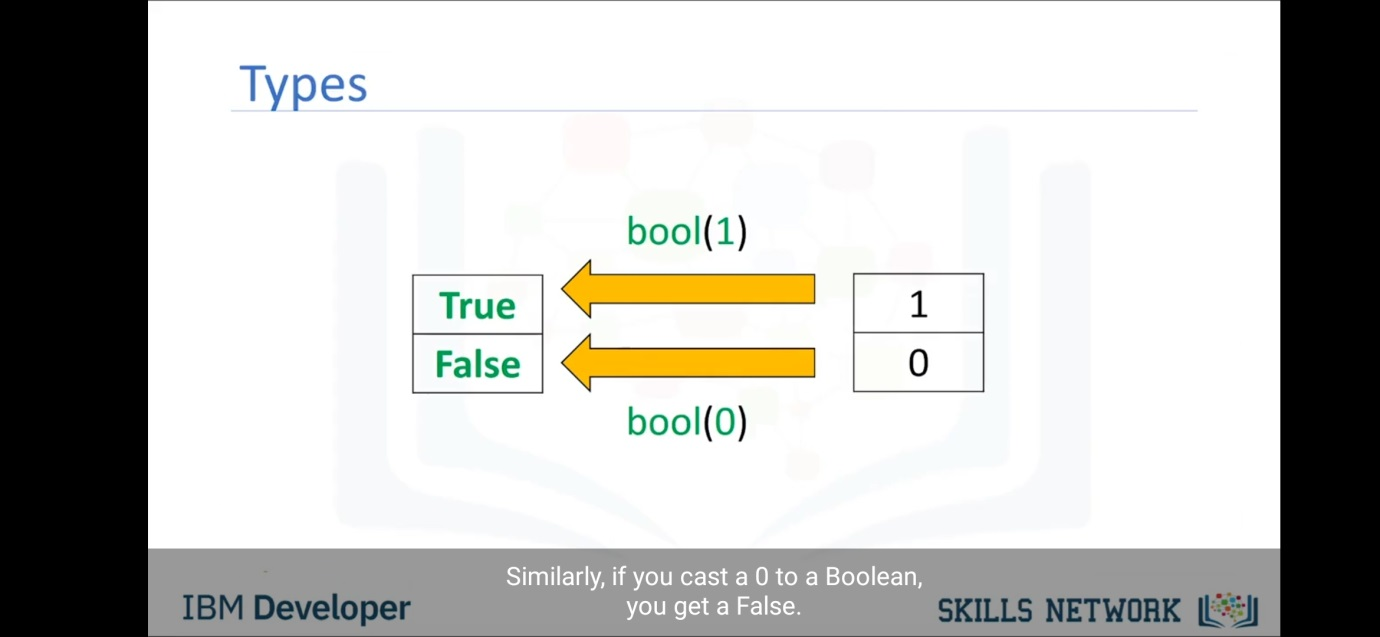 Types
bool(1)
True
1
False
0
bool(0)
Similarly, if you cast a 0 to a Boolean,
you get a False.
IBM Developer
SKILLS NETWORK